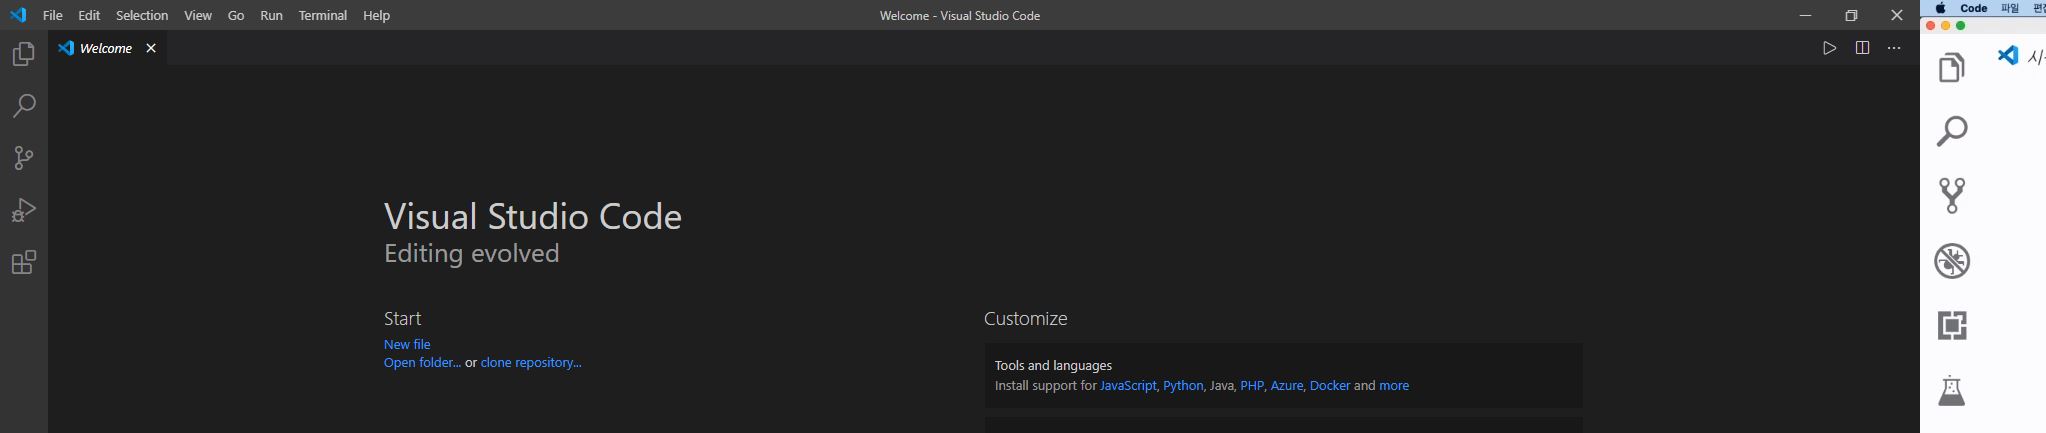 File Edit Selection View Go Run Terminal Help
Welcome - Visual Studio Code
Welcome
Visual Studio Code
Editing evolved
Start
New file
Open folder... or clone repository...
Customize
Tools and languages
Install support for JavaScript, Python, Java, PHP, Azure, Docker and more
Code 파일